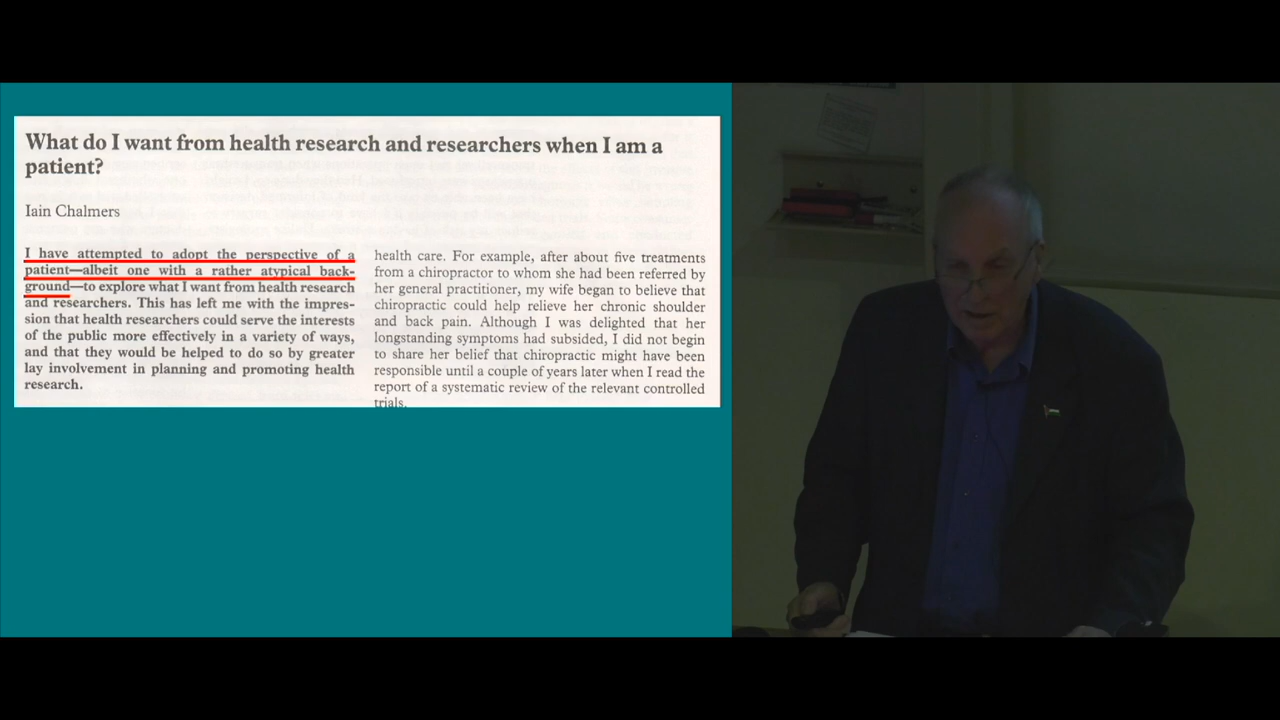 What do I want from health research and researchers when I am a
patient?
Iain Chalmers
I have attempted to adopt the perspective of a
patient—albeit one with a rather atypical back-
ground—to explore what I want from health research
and researchers. This has left me with the impres-
sion that health researchers could serve the interests
of the public more effectively in a variety of ways,
and that they would be helped to do so by greater
lay involvement in planning and promoting health
research.
health care. For example, after about five treatments
from a chiropractor to whom she had been referred by
her general practitioner, my wife began to believe that
chiropractic could help relieve her chronic shoulder
and back pain. Although I was delighted that her
longstanding symptoms had subsided, I did not begin
to share her belief that chiropractic might have been
responsible until a couple of years later when I read the
report of a systematic review of the relevant controlled
trials.